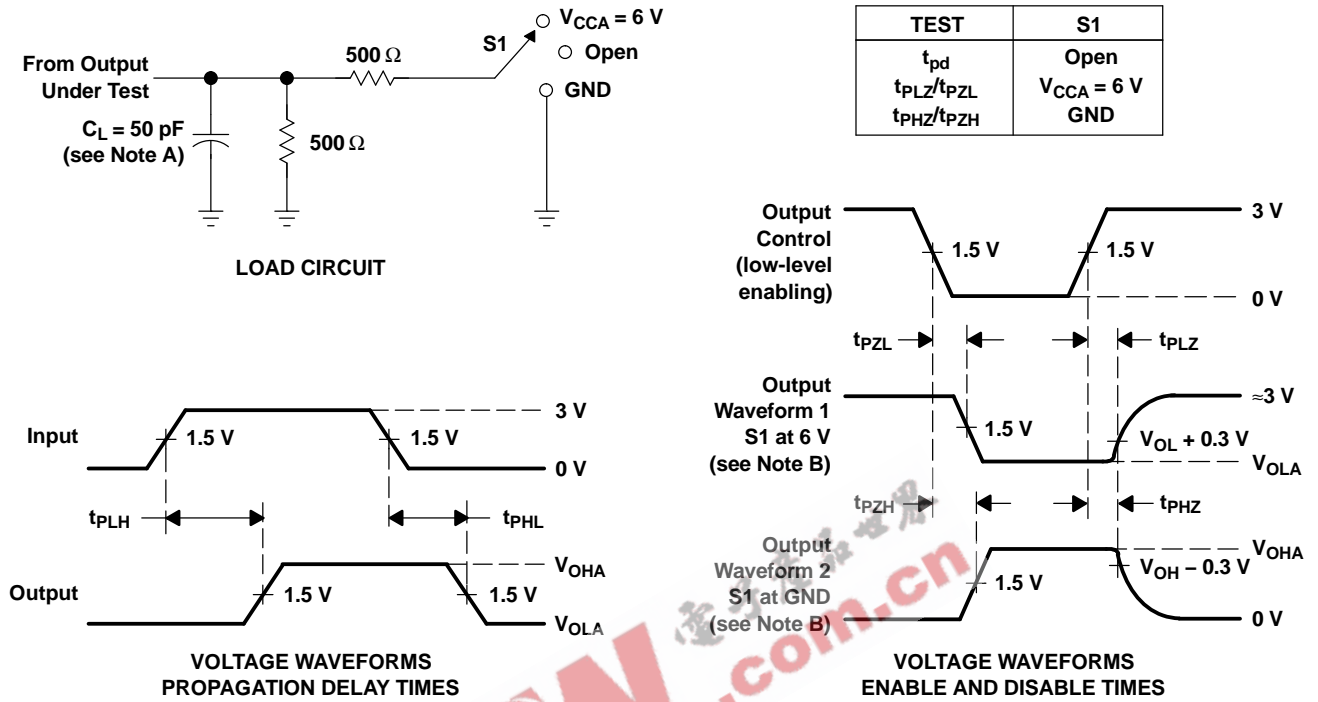 From Output
Under Test
C_L = 50 pF
(see Note A)
500 Ω
500 Ω
S1
V_CCA = 6 V
Open
GND
LOAD CIRCUIT
TEST S1
t_pd Open
t_PLZ/t_PZL V_CCA = 6 V
t_PHZ/t_PZH GND
Output
Control
(low-level
enabling)
1.5 V
1.5 V
3 V
0 V
t_PZL
t_PLZ
Output
Waveform 1
S1 at 6 V
(see Note B)
1.5 V
≈3 V
V_OL + 0.3 V
V_OLA
t_PZH
t_PHZ
Output
Waveform 2
S1 at GND
(see Note B)
1.5 V
V_OHA
V_OH − 0.3 V
0 V
VOLTAGE WAVEFORMS
ENABLE AND DISABLE TIMES
Input
1.5 V
1.5 V
3 V
0 V
t_PLH
t_PHL
Output
1.5 V
1.5 V
V_OHA
V_OLA
VOLTAGE WAVEFORMS
PROPAGATION DELAY TIMES
.com.cn